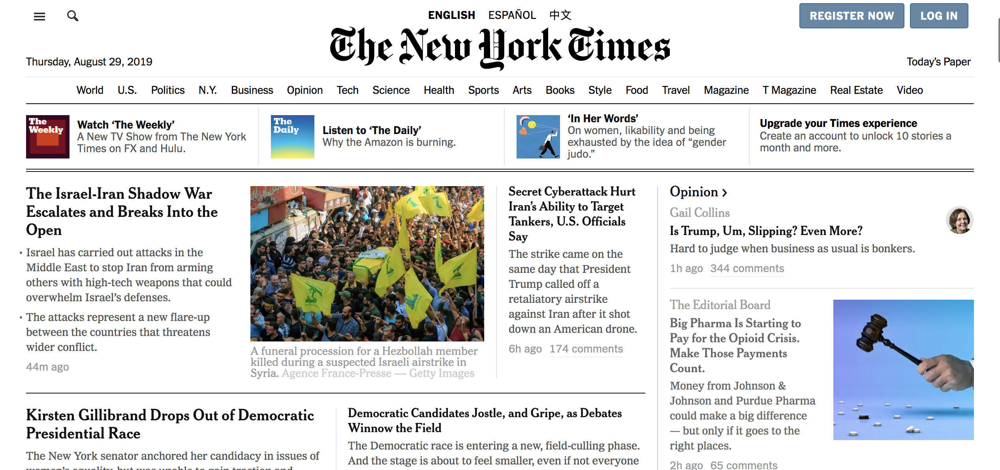 ENGLISH ESPAÑOL 中文
REGISTER NOW
LOG IN
The New York Times
Thursday, August 29, 2019
Today’s Paper
World U.S. Politics N.Y. Business Opinion Tech Science Health Sports Arts Books Style Food Travel Magazine T Magazine Real Estate Video
The
Weekly
Watch ‘The Weekly’
A New TV Show from The New York
Times on FX and Hulu.
The
Daily
Listen to ‘The Daily’
Why the Amazon is burning.
‘In Her Words’
On women, likability and being
exhausted by the idea of “gender
judo.”
Upgrade your Times experience
Create an account to unlock 10 stories a
month and more.
The Israel-Iran Shadow War
Escalates and Breaks Into the
Open
• Israel has carried out attacks in the
Middle East to stop Iran from arming
others with high-tech weapons that could
overwhelm Israel’s defenses.
• The attacks represent a new flare-up
between the countries that threatens
wider conflict.
44m ago
A funeral procession for a Hezbollah member
killed during a suspected Israeli airstrike in
Syria. Agence France-Presse — Getty Images
Secret Cyberattack Hurt
Iran’s Ability to Target
Tankers, U.S. Officials
Say
The strike came on the
same day that President
Trump called off a
retaliatory airstrike
against Iran after it shot
down an American drone.
6h ago 174 comments
Opinion ›
Gail Collins
Is Trump, Um, Slipping? Even More?
Hard to judge when business as usual is bonkers.
1h ago 344 comments
The Editorial Board
Big Pharma Is Starting to
Pay for the Opioid Crisis.
Make Those Payments
Count.
Money from Johnson &
Johnson and Purdue Pharma
could make a big difference
— but only if it goes to the
right places.
2h ago 65 comments
Kirsten Gillibrand Drops Out of Democratic
Presidential Race
The New York senator anchored her candidacy in issues of
women’s equality, but was unable to gain traction and
Democratic Candidates Jostle, and Gripe, as Debates
Winnow the Field
The Democratic race is entering a new, field-culling phase.
And the stage is about to feel smaller, even if not everyone